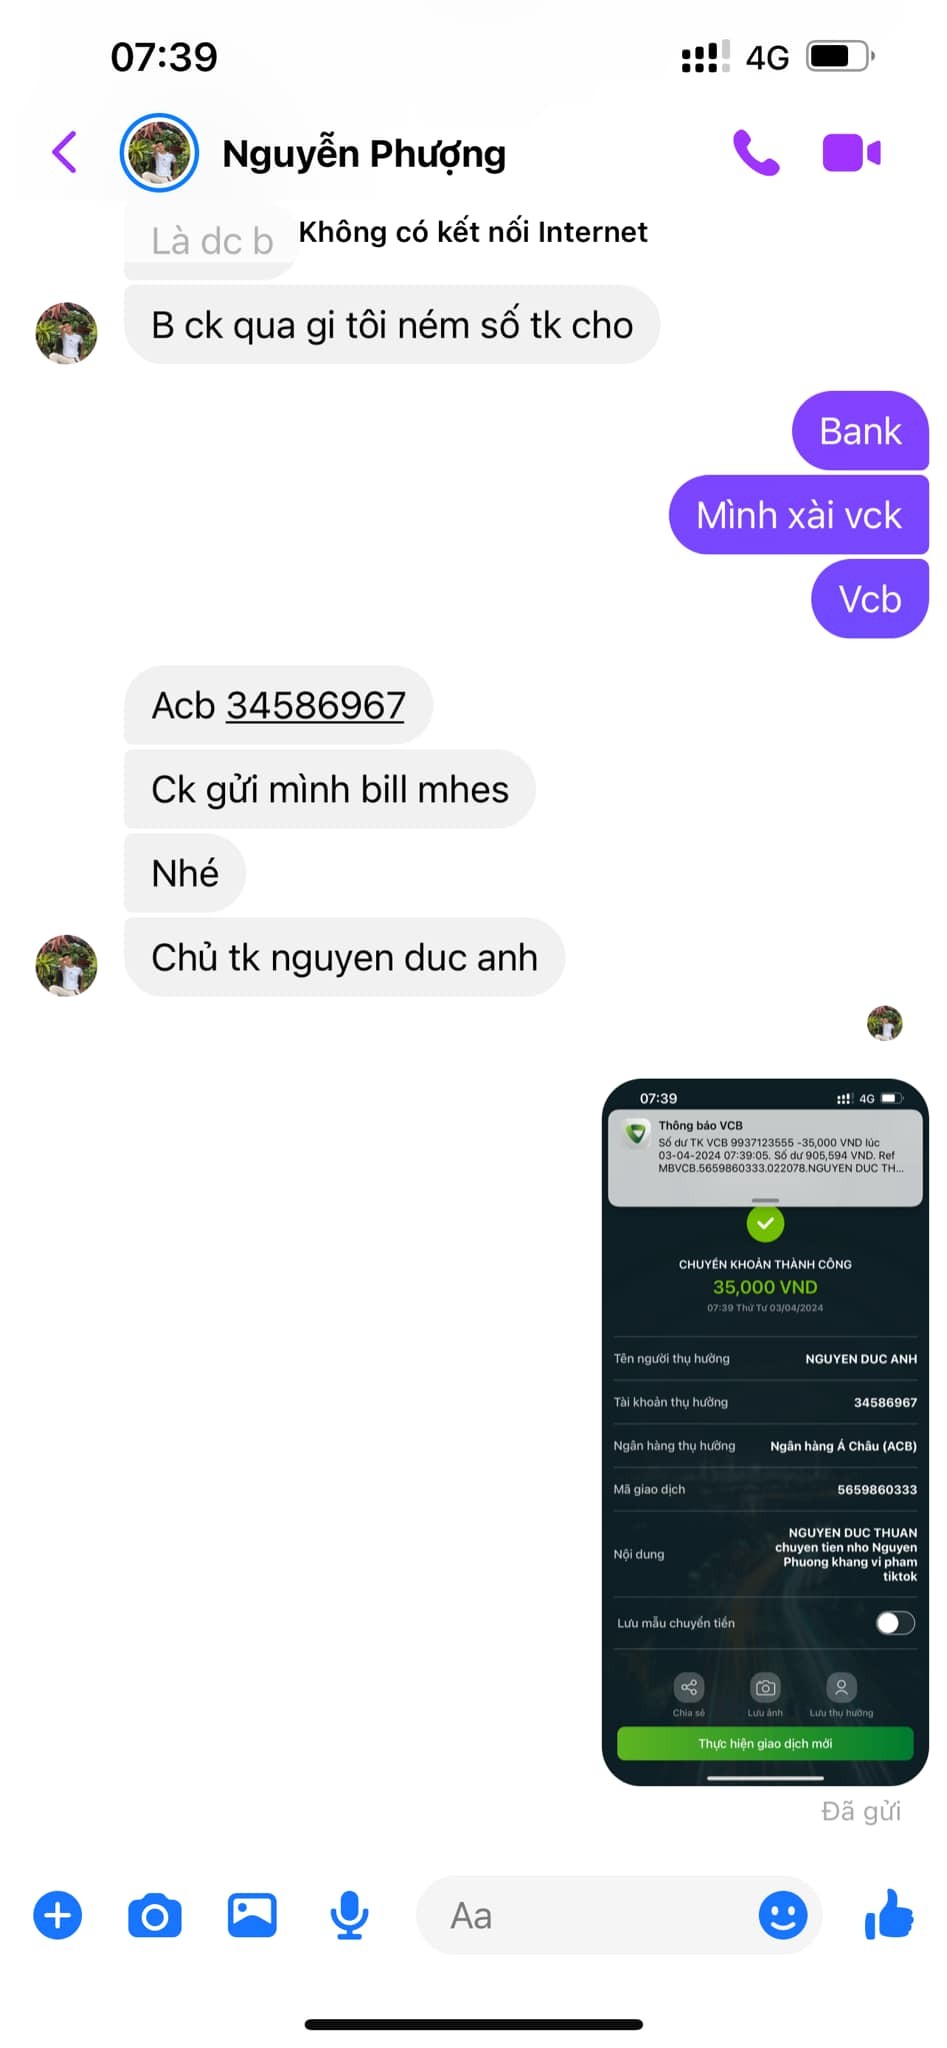 07:39
4G
Nguyễn Phượng
Là dc b
Không có kết nối Internet
B ck qua gi tôi ném số tk cho
Bank
Mình xài vck
Vcb
Acb 34586967
Ck gửi mình bill mhes
Nhé
Chủ tk nguyen duc anh
07:39
4G
Thông báo VCB
Số dư TK VCB 9937123555 -35,000 VND lúc
03-04-2024 07:39:05. Số dư 905,594 VND. Ref
MBVCB.5659860333.022078.NGUYEN DUC TH...
CHUYỂN KHOẢN THÀNH CÔNG
35,000 VND
07:39 Thứ Tư 03/04/2024
Tên người thụ hưởng
NGUYEN DUC ANH
Tài khoản thụ hưởng
34586967
Ngân hàng thụ hưởng
Ngân hàng Á Châu (ACB)
Mã giao dịch
5659860333
Nội dung
NGUYEN DUC THUAN
chuyen tien nho Nguyen
Phuong khang vi pham
tiktok
Lưu mẫu chuyển tiền
Chia sẻ
Lưu ảnh
Lưu thụ hưởng
Thực hiện giao dịch mới
Đã gửi
Aa